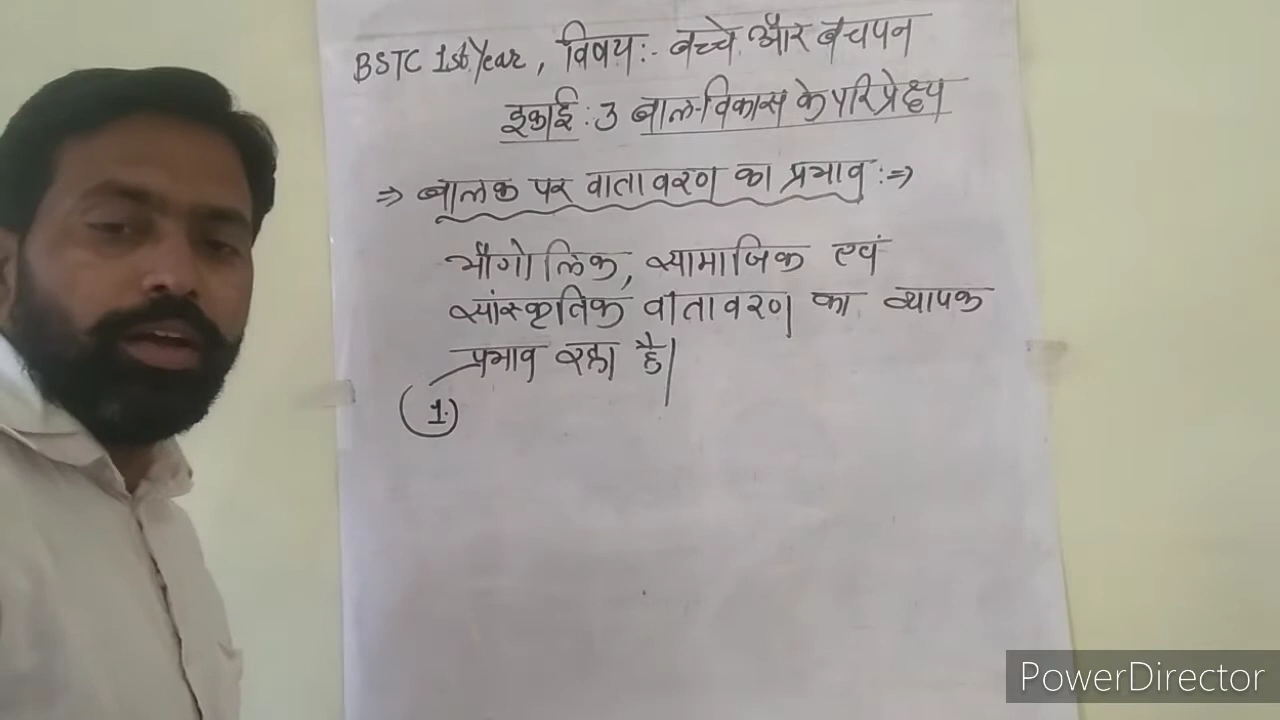 BSTC 1st Year, विषय:- बच्चे और बचपन
इकाई : 3 बाल-विकास के परिप्रेक्ष्य
⇒ बालक पर वातावरण का प्रभाव :⇒
भौगोलिक, सामाजिक एवं
सांस्कृतिक वातावरण का व्यापक
प्रभाव रहा है।
(1.)
PowerDirector